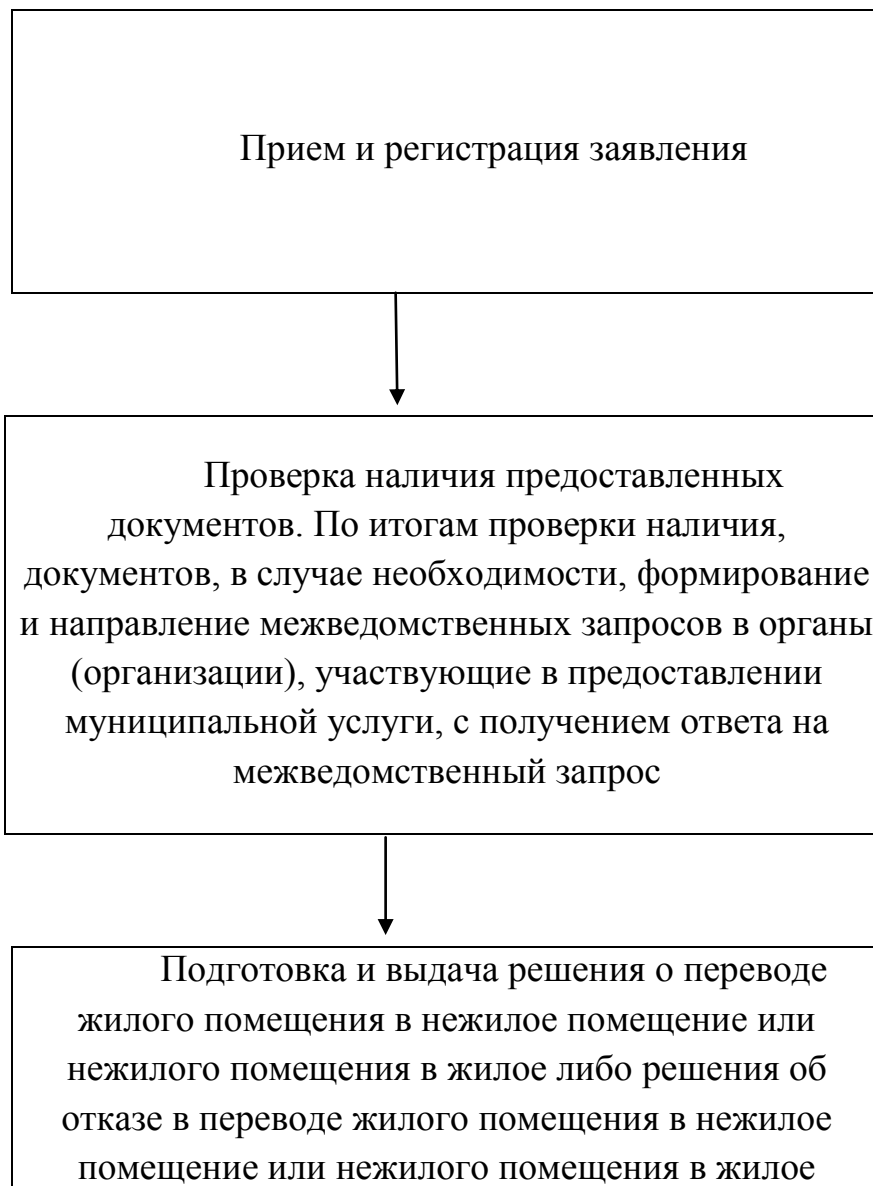 Прием и регистрация заявления
Проверка наличия предоставленных
документов. По итогам проверки наличия,
документов, в случае необходимости, формирование
и направление межведомственных запросов в органы
(организации), участвующие в предоставлении
муниципальной услуги, с получением ответа на
межведомственный запрос
Подготовка и выдача решения о переводе
жилого помещения в нежилое помещение или
нежилого помещения в жилое либо решения об
отказе в переводе жилого помещения в нежилое
помещение или нежилого помещения в жилое